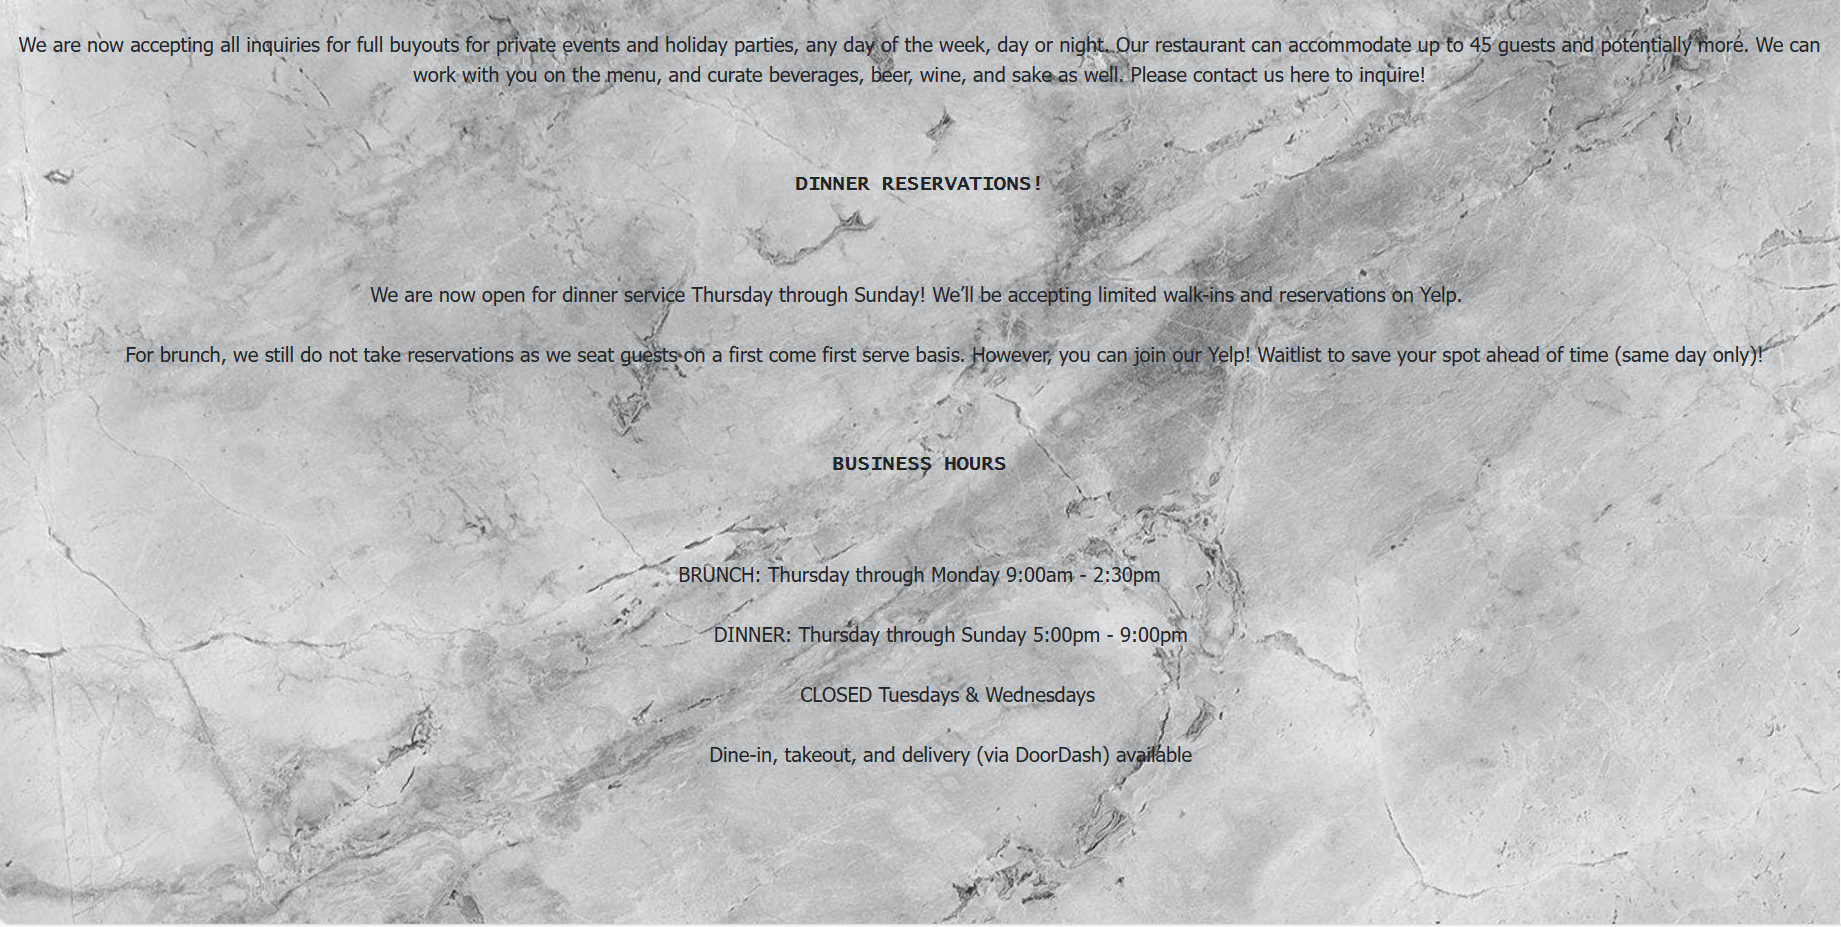 We are now accepting all inquiries for full buyouts for private events and holiday parties, any day of the week, day or night. Our restaurant can accommodate up to 45 guests and potentially more. We can
work with you on the menu, and curate beverages, beer, wine, and sake as well. Please contact us here to inquire!
DINNER RESERVATIONS!
We are now open for dinner service Thursday through Sunday! We’ll be accepting limited walk-ins and reservations on Yelp.
For brunch, we still do not take reservations as we seat guests on a first come first serve basis. However, you can join our Yelp! Waitlist to save your spot ahead of time (same day only)!
BUSINESS HOURS
BRUNCH: Thursday through Monday 9:00am - 2:30pm
DINNER: Thursday through Sunday 5:00pm - 9:00pm
CLOSED Tuesdays & Wednesdays
Dine-in, takeout, and delivery (via DoorDash) available